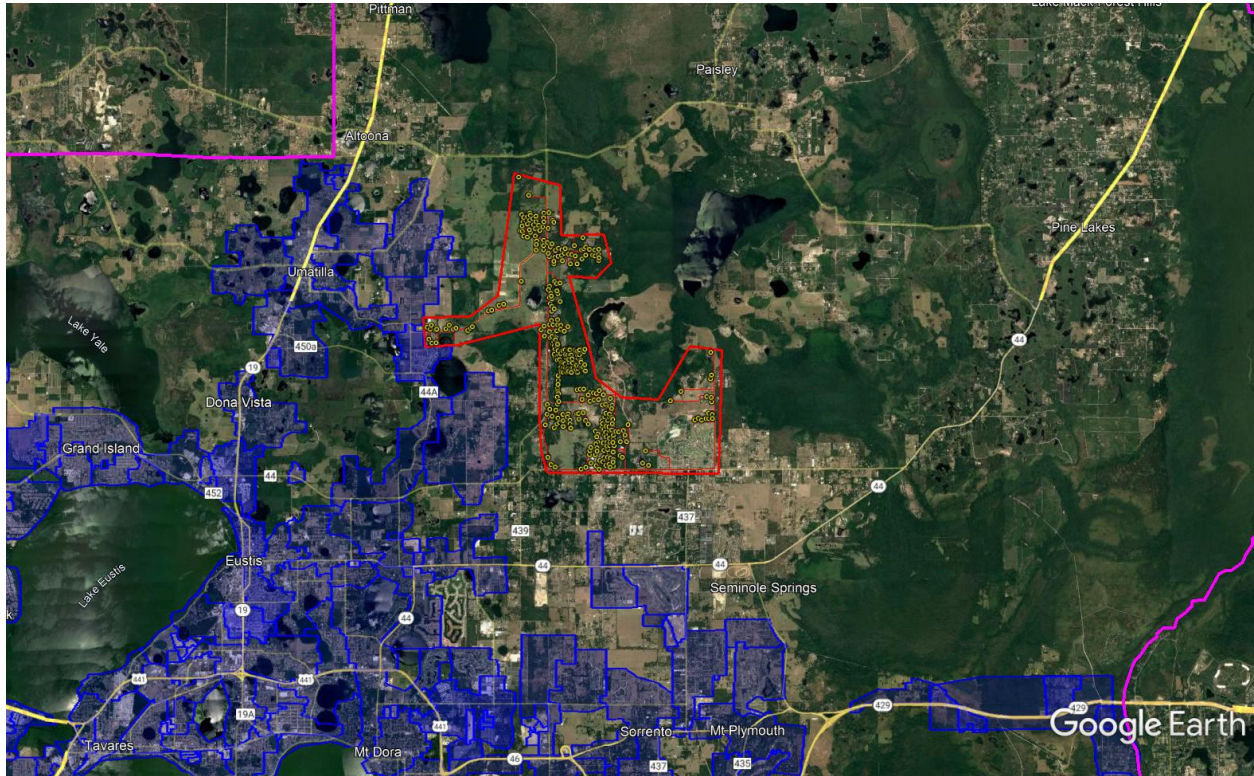 Pittman
Paisley
Altoona
Pine Lakes
Umatilla
Lake Yale
44
450a
19
44A
Dona Vista
Grand Island
44
452
44
437
439
Eustis
44
44
Seminole Springs
Lake Eustis
k
19
44
441
441
429
429
19A
441
Sorrento
Mt Plymouth
Google Earth
Tavares
Mt Dora
46
437
435